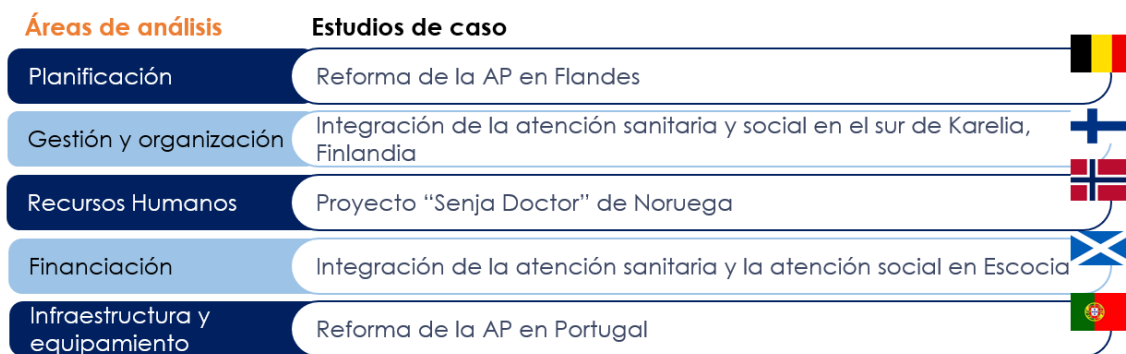 Áreas de análisis
Estudios de caso
Planificación
Reforma de la AP en Flandes
Gestión y organización
Integración de la atención sanitaria y social en el sur de Karelia,
Finlandia
Recursos Humanos
Proyecto “Senja Doctor” de Noruega
Financiación
Integración de la atención sanitaria y la atención social en Escocia
Infraestructura y
equipamiento
Reforma de la AP en Portugal